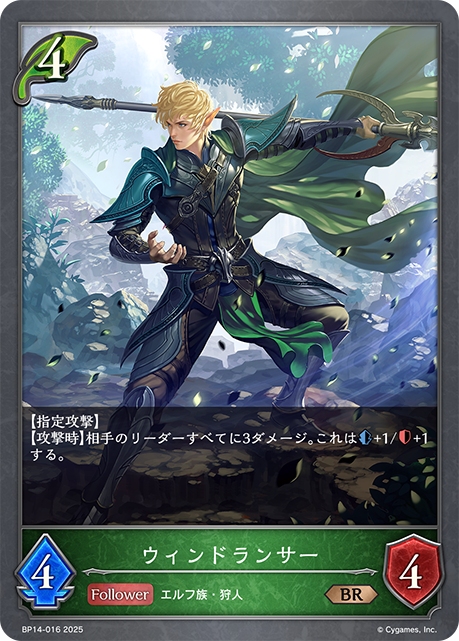 4
【指定攻撃】
【攻撃時】相手のリーダーすべてに3ダメージ。これは+1/+1
する。
ウィンドランサー
4
Follower エルフ族・狩人
BR
4
BP14-016 2025
© Cygames, Inc.